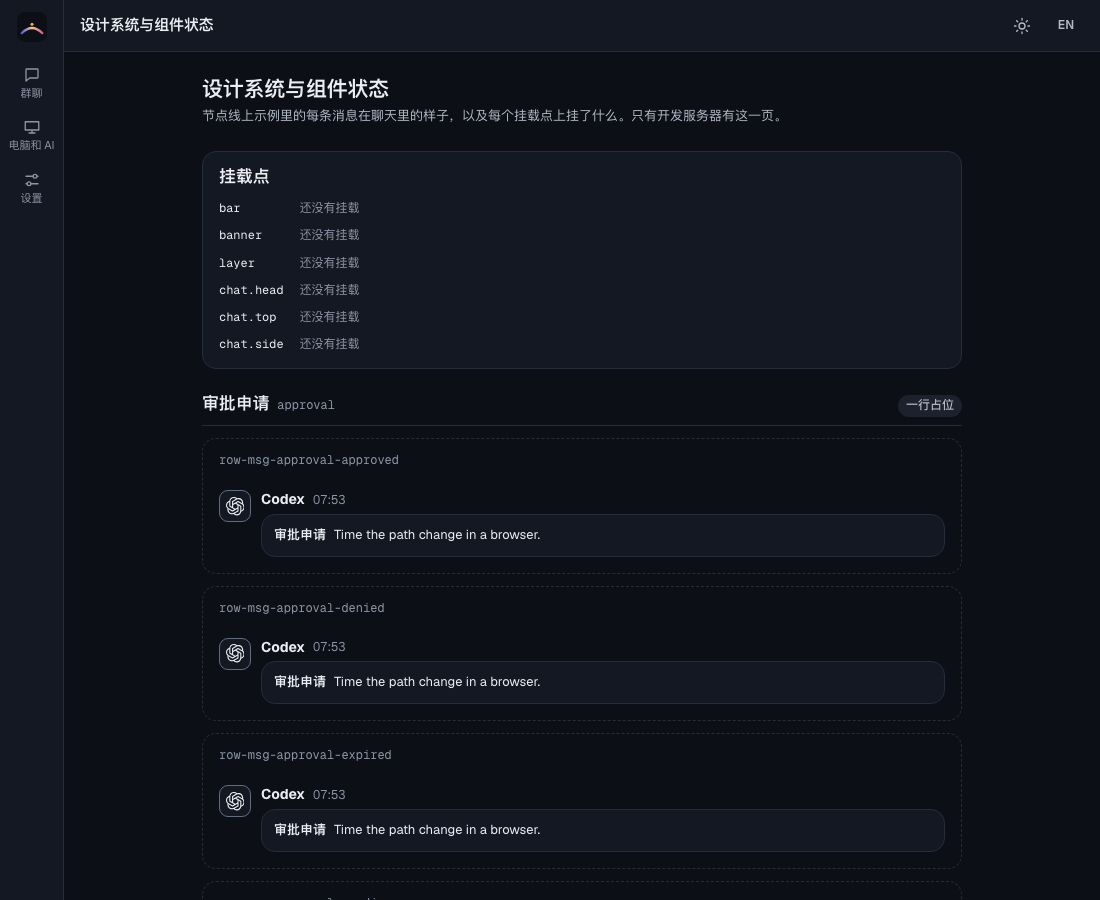 设计系统与组件状态
EN
群聊
电脑和 AI
设置
设计系统与组件状态
节点线上示例里的每条消息在聊天里的样子，以及每个挂载点上挂了什么。只有开发服务器有这一页。
挂载点
bar 还没有挂载
banner 还没有挂载
layer 还没有挂载
chat.head 还没有挂载
chat.top 还没有挂载
chat.side 还没有挂载
审批申请 approval 一行占位
row-msg-approval-approved
Codex 07:53
审批申请 Time the path change in a browser.
row-msg-approval-denied
Codex 07:53
审批申请 Time the path change in a browser.
row-msg-approval-expired
Codex 07:53
审批申请 Time the path change in a browser.